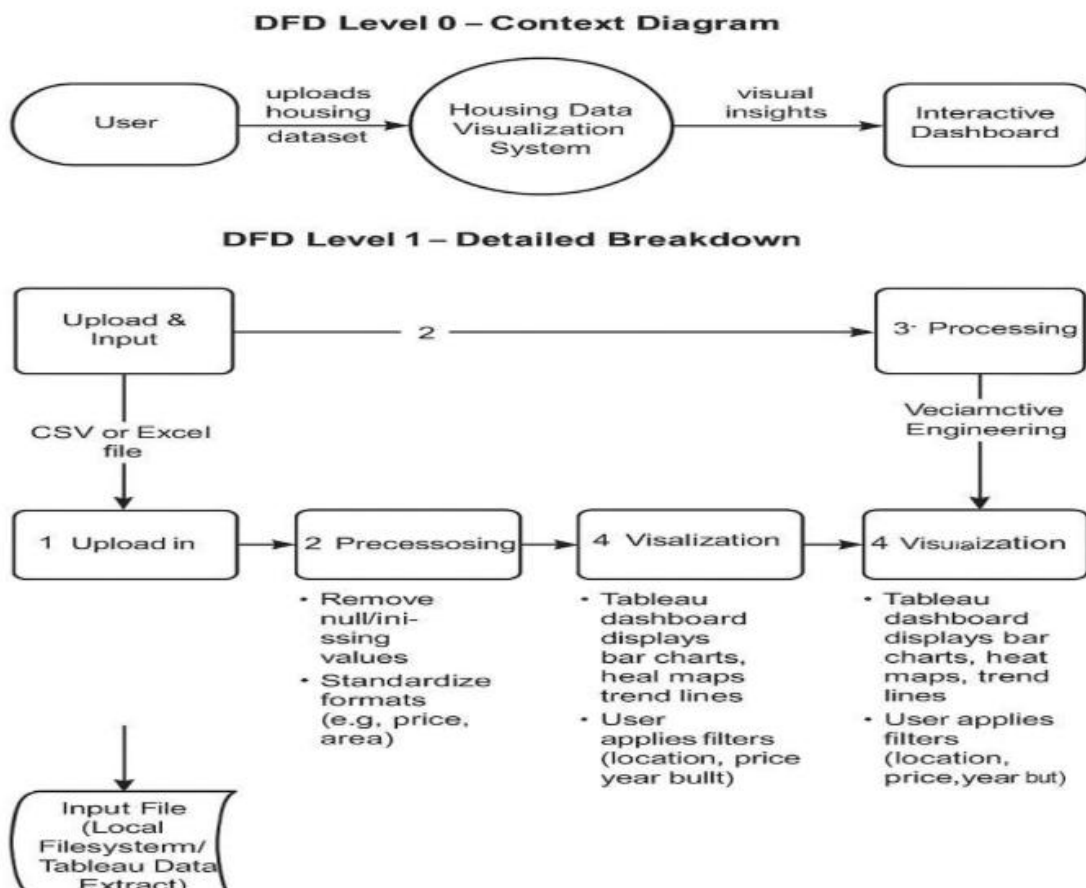 DFD Level 0 – Context Diagram
User
uploads
housing
dataset
Housing Data
Visualization
System
visual
insights
Interactive
Dashboard
DFD Level 1 – Detailed Breakdown
Upload &
Input
2
3· Processing
CSV or Excel
file
Veciamctive
Engineering
1 Upload in
2 Precessosing
4 Visalization
4 Visulaization
• Remove
null/ini-
ssing
values
• Standardize
formats
(e.g, price,
area)
• Tableau
dashboard
displays
bar charts,
heal maps
trend lines
• User
applies filters
(location, price
year bullt)
• Tableau
dashboard
displays bar
charts, heat
maps, trend
lines
• User applies
filters
(location,
price,year but)
Input File
(Local
Filesysterm/
Tableau Data
Extract)